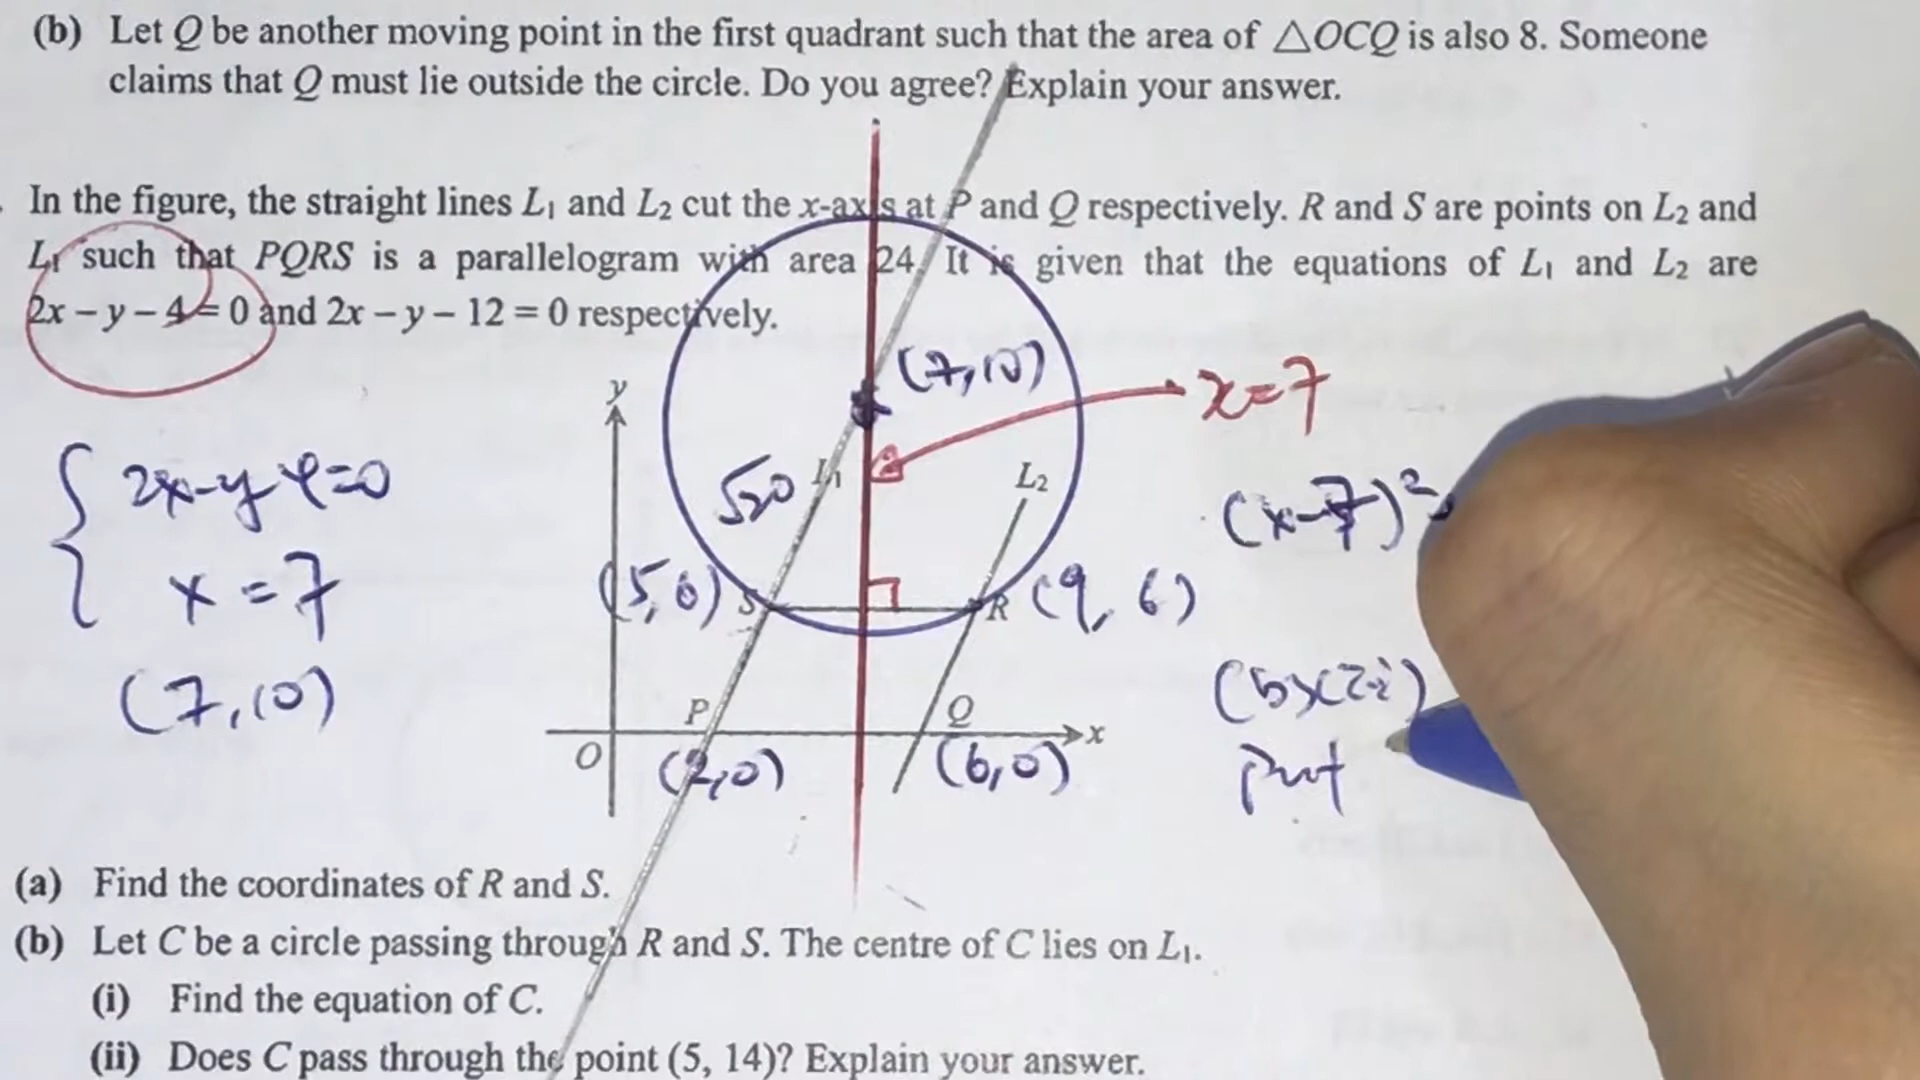 (b) Let Q be another moving point in the first quadrant such that the area of △OCQ is also 8. Someone
claims that Q must lie outside the circle. Do you agree? Explain your answer.
In the figure, the straight lines L₁ and L₂ cut the x-axis at P and Q respectively. R and S are points on L₂ and
L₁ such that PQRS is a parallelogram with area 24. It is given that the equations of L₁ and L₂ are
2x – y – 4 = 0 and 2x – y – 12 = 0 respectively.
y
(7,10)
x=7
2x-y-4=0
√20
L₁
L₂
(x-7)²
x = 7
(5,6)
S
R
(9, 6)
(7,10)
P
Q
O
x
(2,0)
(6,0)
Put
(a) Find the coordinates of R and S.
(b) Let C be a circle passing through R and S. The centre of C lies on L₁.
(i) Find the equation of C.
(ii) Does C pass through the point (5, 14)? Explain your answer.